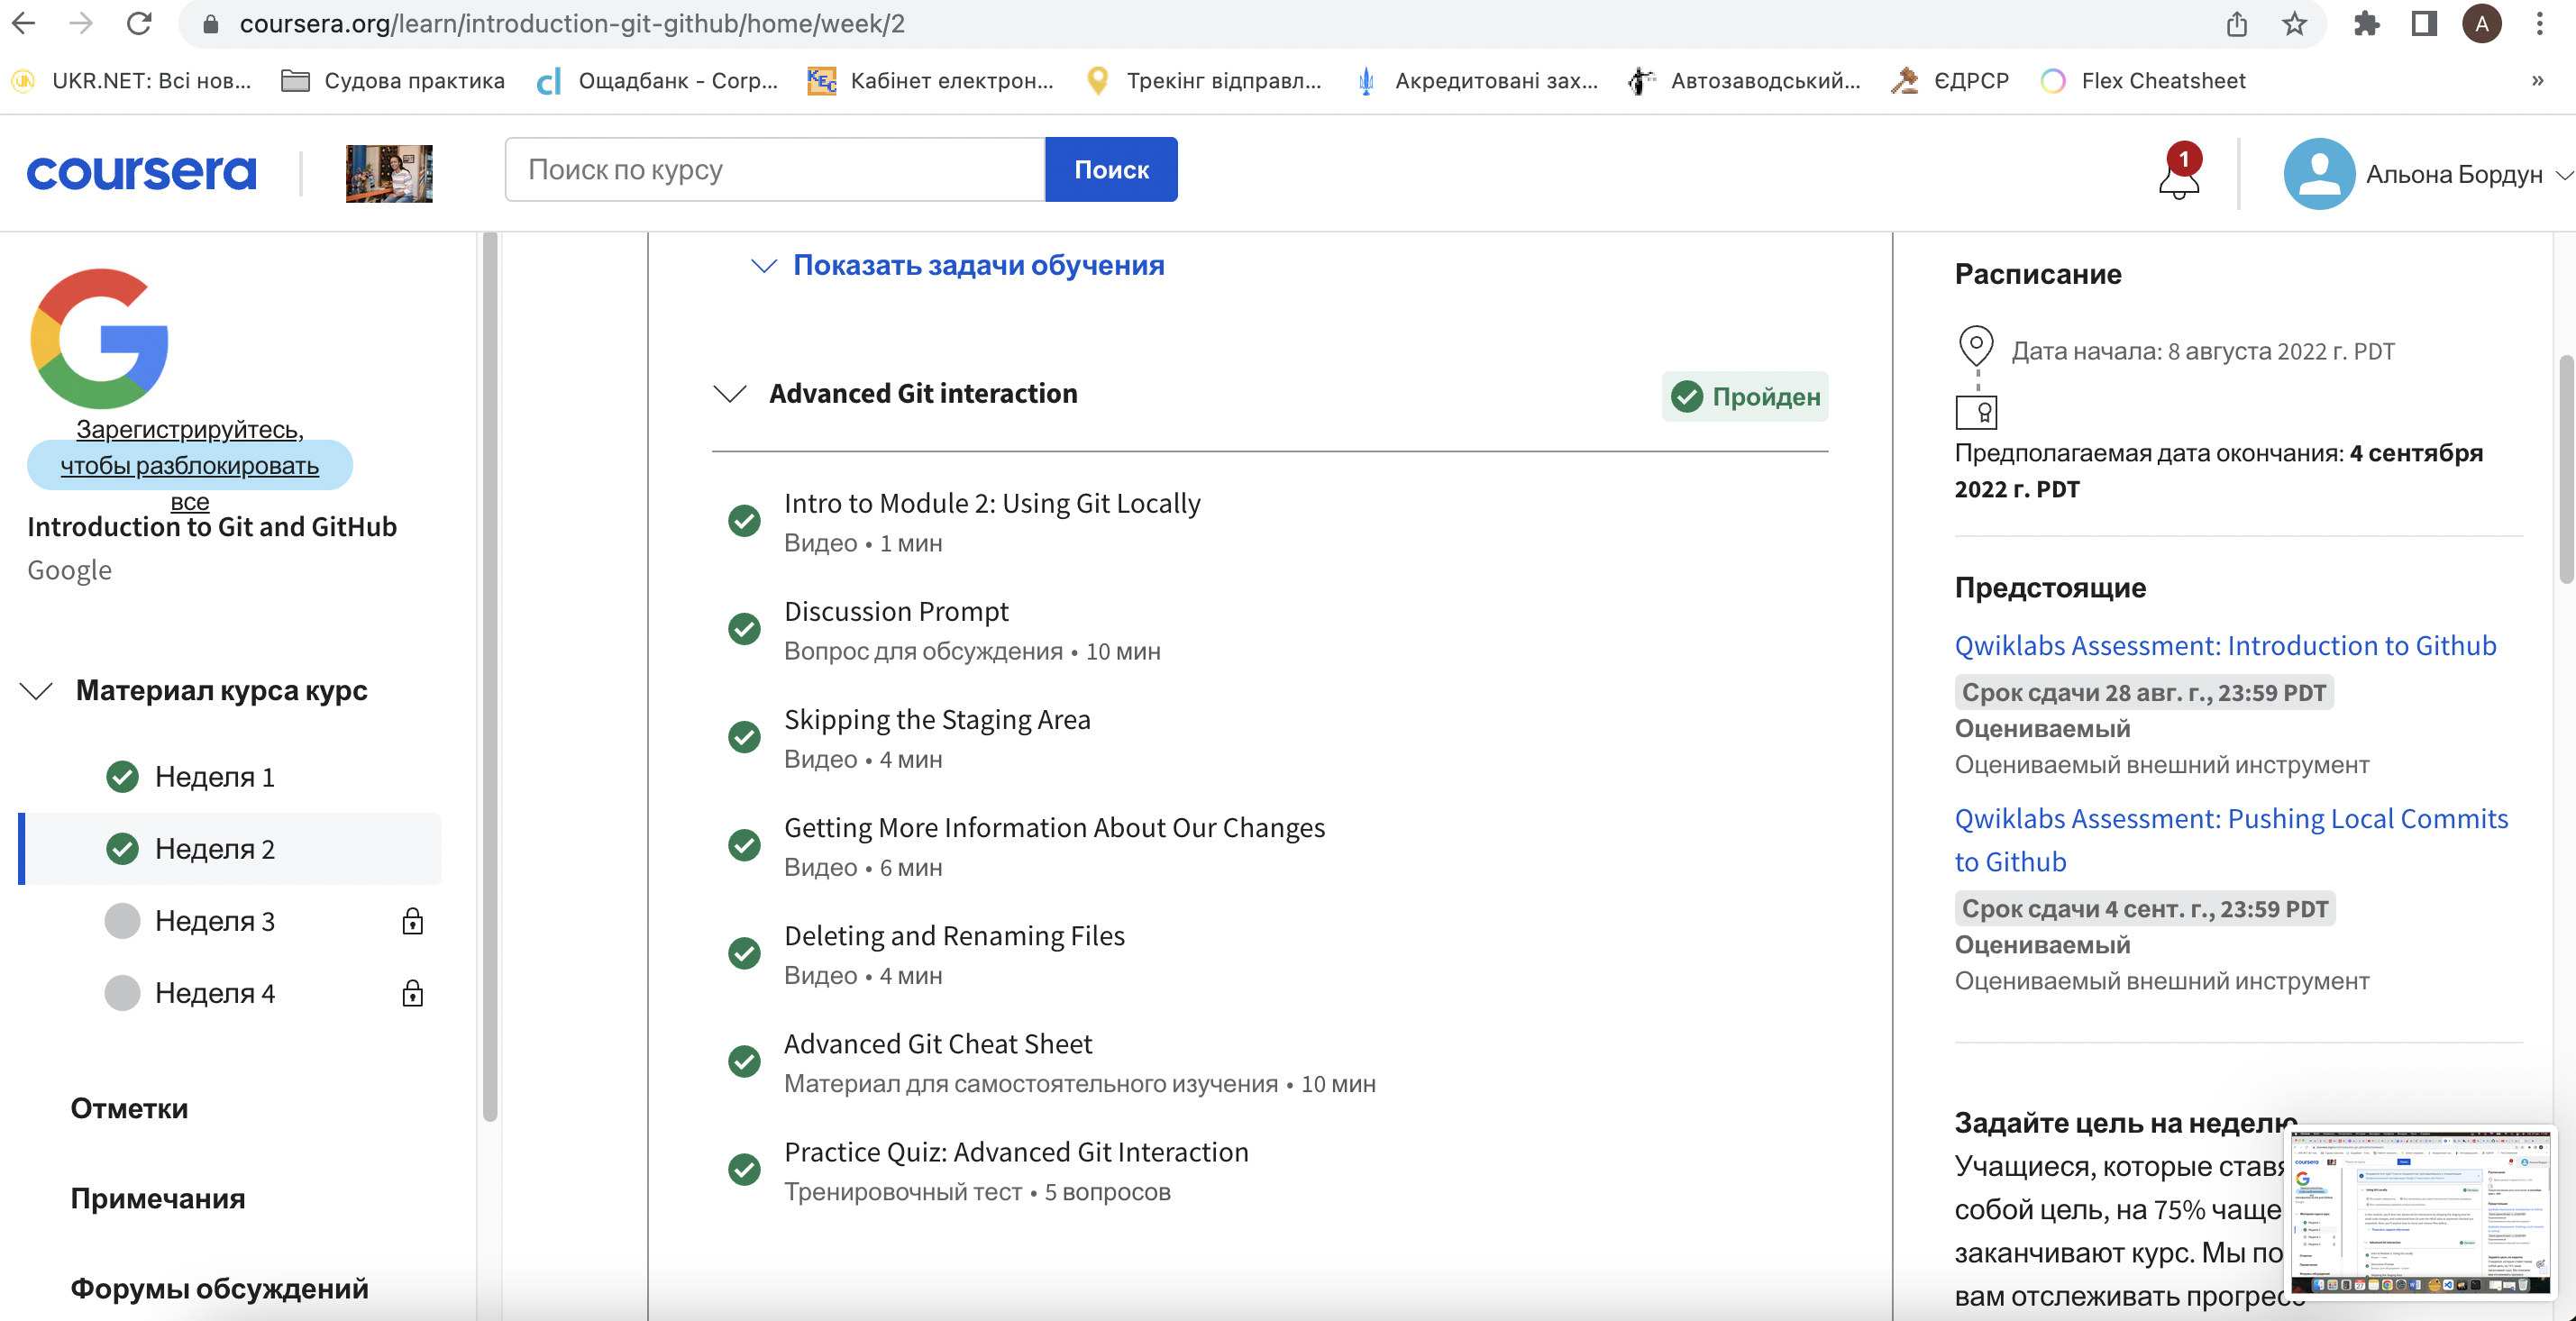 coursera.org/learn/introduction-git-github/home/week/2
A
UKR.NET: Всі нов...
Судова практика
Ощадбанк - Corp...
Кабінет електрон...
Трекінг відправл...
Акредитовані зах...
Автозаводський...
ЄДРСР
Flex Cheatsheet
»
coursera
Поиск по курсу
Поиск
1
Альона Бордун
Зарегистрируйтесь,
чтобы разблокировать
все
Introduction to Git and GitHub
Google
Материал курса курс
Неделя 1
Неделя 2
Неделя 3
Неделя 4
Отметки
Примечания
Форумы обсуждений
Показать задачи обучения
Advanced Git interaction
Пройден
Intro to Module 2: Using Git Locally
Видео • 1 мин
Discussion Prompt
Вопрос для обсуждения • 10 мин
Skipping the Staging Area
Видео • 4 мин
Getting More Information About Our Changes
Видео • 6 мин
Deleting and Renaming Files
Видео • 4 мин
Advanced Git Cheat Sheet
Материал для самостоятельного изучения • 10 мин
Practice Quiz: Advanced Git Interaction
Тренировочный тест • 5 вопросов
Расписание
Дата начала: 8 августа 2022 г. PDT
Предполагаемая дата окончания: 4 сентября
2022 г. PDT
Предстоящие
Qwiklabs Assessment: Introduction to Github
Срок сдачи 28 авг. г., 23:59 PDT
Оцениваемый
Оцениваемый внешний инструмент
Qwiklabs Assessment: Pushing Local Commits
to Github
Срок сдачи 4 сент. г., 23:59 PDT
Оцениваемый
Оцениваемый внешний инструмент
Задайте цель на неделю
Учащиеся, которые ставя
собой цель, на 75% чаще
заканчивают курс. Мы по
вам отслеживать прогресс